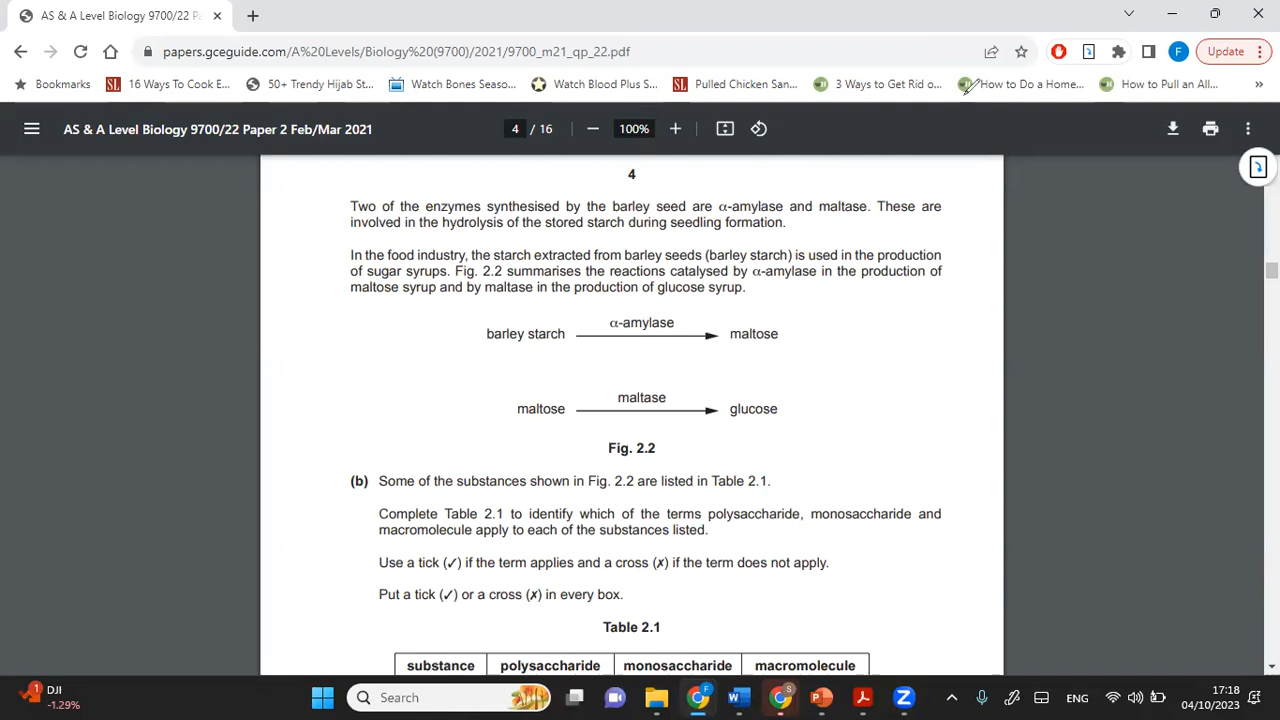 AS & A Level Biology 9700/22 Pa
papers.gceguide.com/A%20Levels/Biology%20(9700)/2021/9700_m21_qp_22.pdf
F
Update
Bookmarks
SL 16 Ways To Cook E...
50+ Trendy Hijab St...
Watch Bones Seaso...
Watch Blood Plus S...
SL Pulled Chicken San...
3 Ways to Get Rid o...
How to Do a Home...
How to Pull an All...
»
AS & A Level Biology 9700/22 Paper 2 Feb/Mar 2021
4 / 16
100%
4
Two of the enzymes synthesised by the barley seed are α-amylase and maltase. These are
involved in the hydrolysis of the stored starch during seedling formation.
In the food industry, the starch extracted from barley seeds (barley starch) is used in the production
of sugar syrups. Fig. 2.2 summarises the reactions catalysed by α-amylase in the production of
maltose syrup and by maltase in the production of glucose syrup.
α-amylase
barley starch maltose
maltase
maltose glucose
Fig. 2.2
(b) Some of the substances shown in Fig. 2.2 are listed in Table 2.1.
Complete Table 2.1 to identify which of the terms polysaccharide, monosaccharide and
macromolecule apply to each of the substances listed.
Use a tick (✓) if the term applies and a cross (✗) if the term does not apply.
Put a tick (✓) or a cross (✗) in every box.
Table 2.1
substance polysaccharide monosaccharide macromolecule
1
DJI
-1.29%
Search
F
S
ENG
17:18
04/10/2023